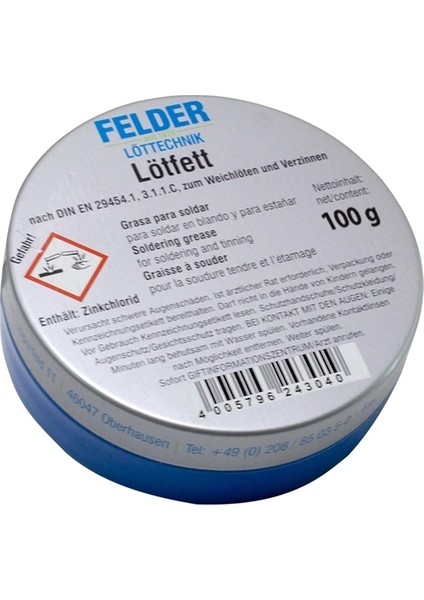 FELDER
LÖTTECHNIK
Lötfett
nach DIN EN 29454.1, 3.1.1.C, zum Weichlöten und Verzinnen
Grasa para soldar
para soldar en blando y para estañar
Soldering grease
for soldering and tinning
Graisse à souder
pour la soudure tendre et l'étamage
Nettoinhalt:
net/content:
100 g
Gefahr!
Enthält: Zinkchlorid
Verursacht schwere Augenschäden. Ist ärztlicher Rat erforderlich, Verpackung oder
Kennzeichnungsetikett bereithalten. Darf nicht in die Hände von Kindern gelangen.
Vor Gebrauch Kennzeichnungsetikett lesen. Schutzhandschuhe/Schutzkleidung/
Augenschutz/Gesichtsschutz tragen. BEI KONTAKT MIT DEN AUGEN: Einige
Minuten lang behutsam mit Wasser spülen. Vorhandene Kontaktlinsen
nach Möglichkeit entfernen. Weiter spülen.
Sofort GIFTINFORMATIONSZENTRUM/Arzt anrufen.
4 005796 243040
11 | 46047 Oberhausen | Tel: +49 (0) 208 / 85 03 5-0